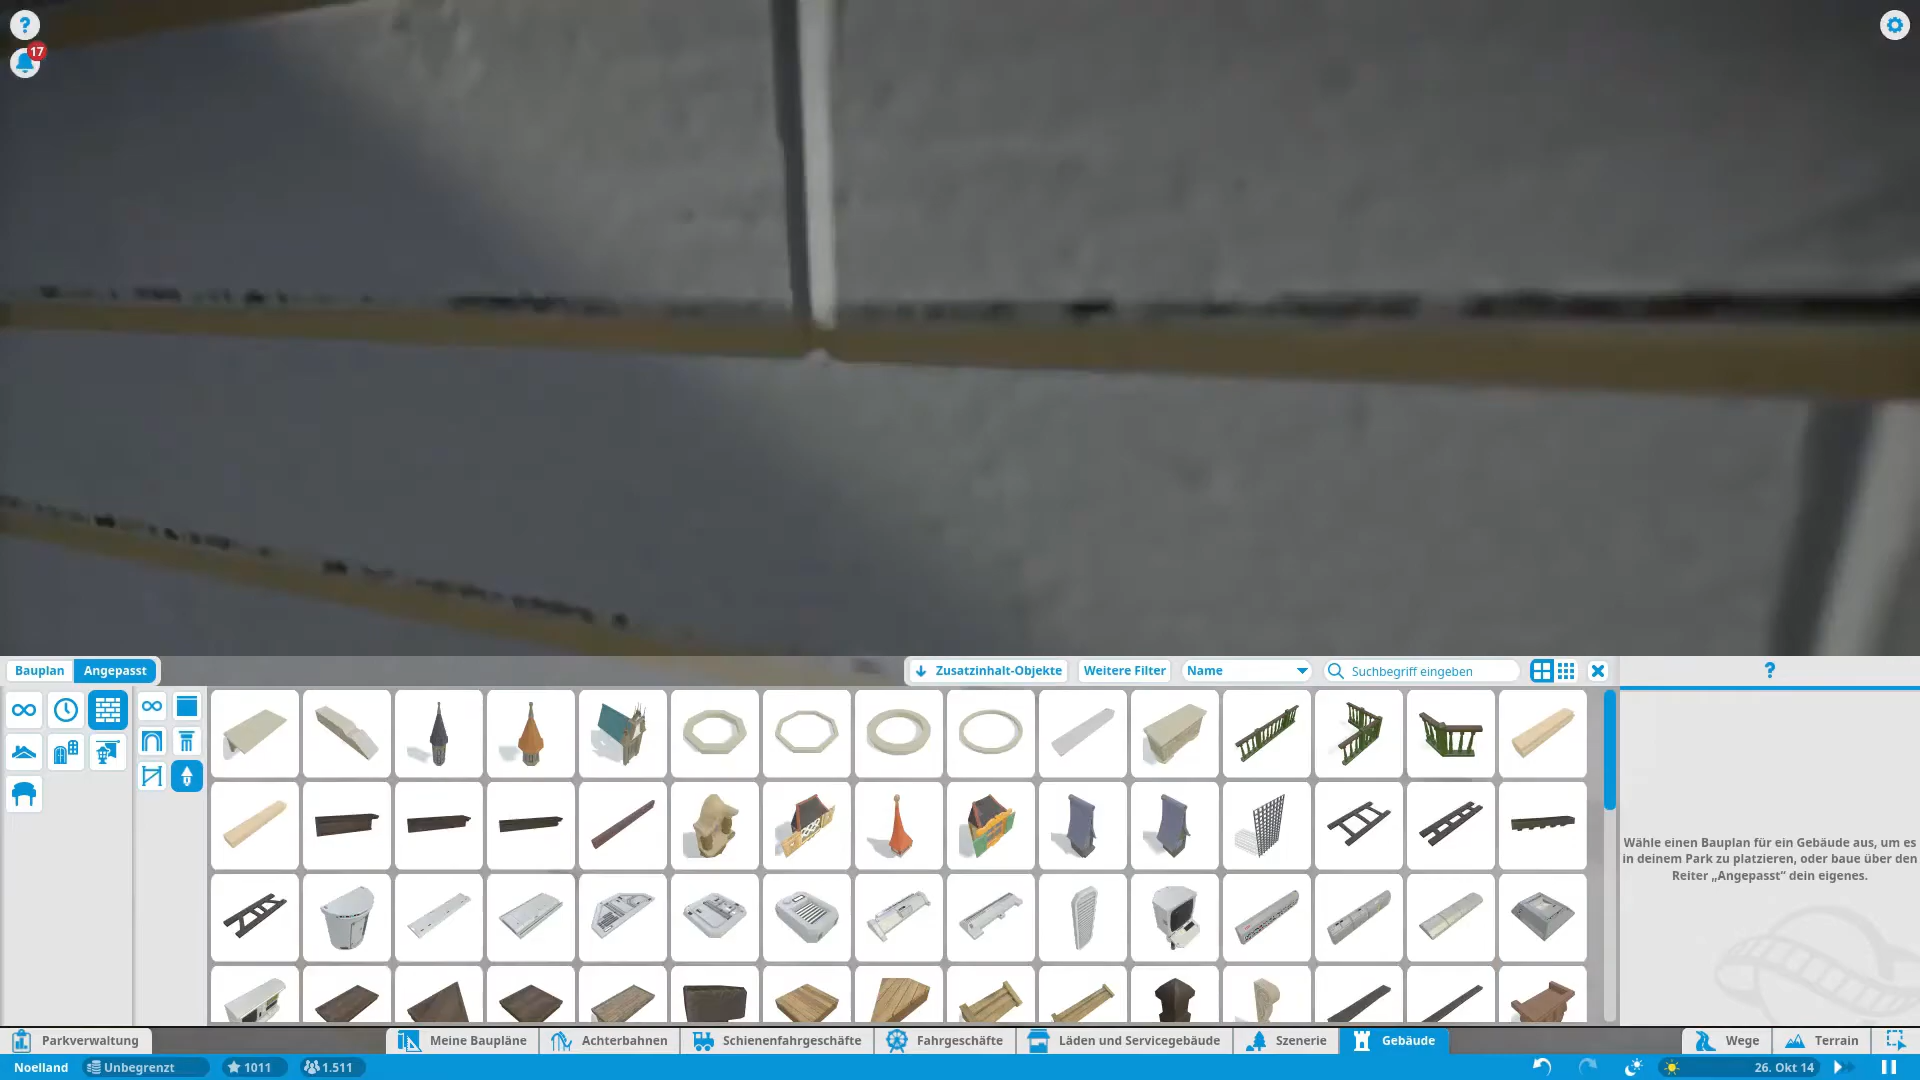 ?
17
Bauplan
Angepasst
Zusatzinhalt-Objekte
Weitere Filter
Name
Suchbegriff eingeben
?
Wähle einen Bauplan für ein Gebäude aus, um es
in deinem Park zu platzieren, oder baue über den
Reiter „Angepasst“ dein eigenes.
Parkverwaltung
Meine Baupläne
Achterbahnen
Schienenfahrgeschäfte
Fahrgeschäfte
Läden und Servicegebäude
Szenerie
Gebäude
Wege
Terrain
Noelland
Unbegrenzt
1011
1.511
26. Okt 14